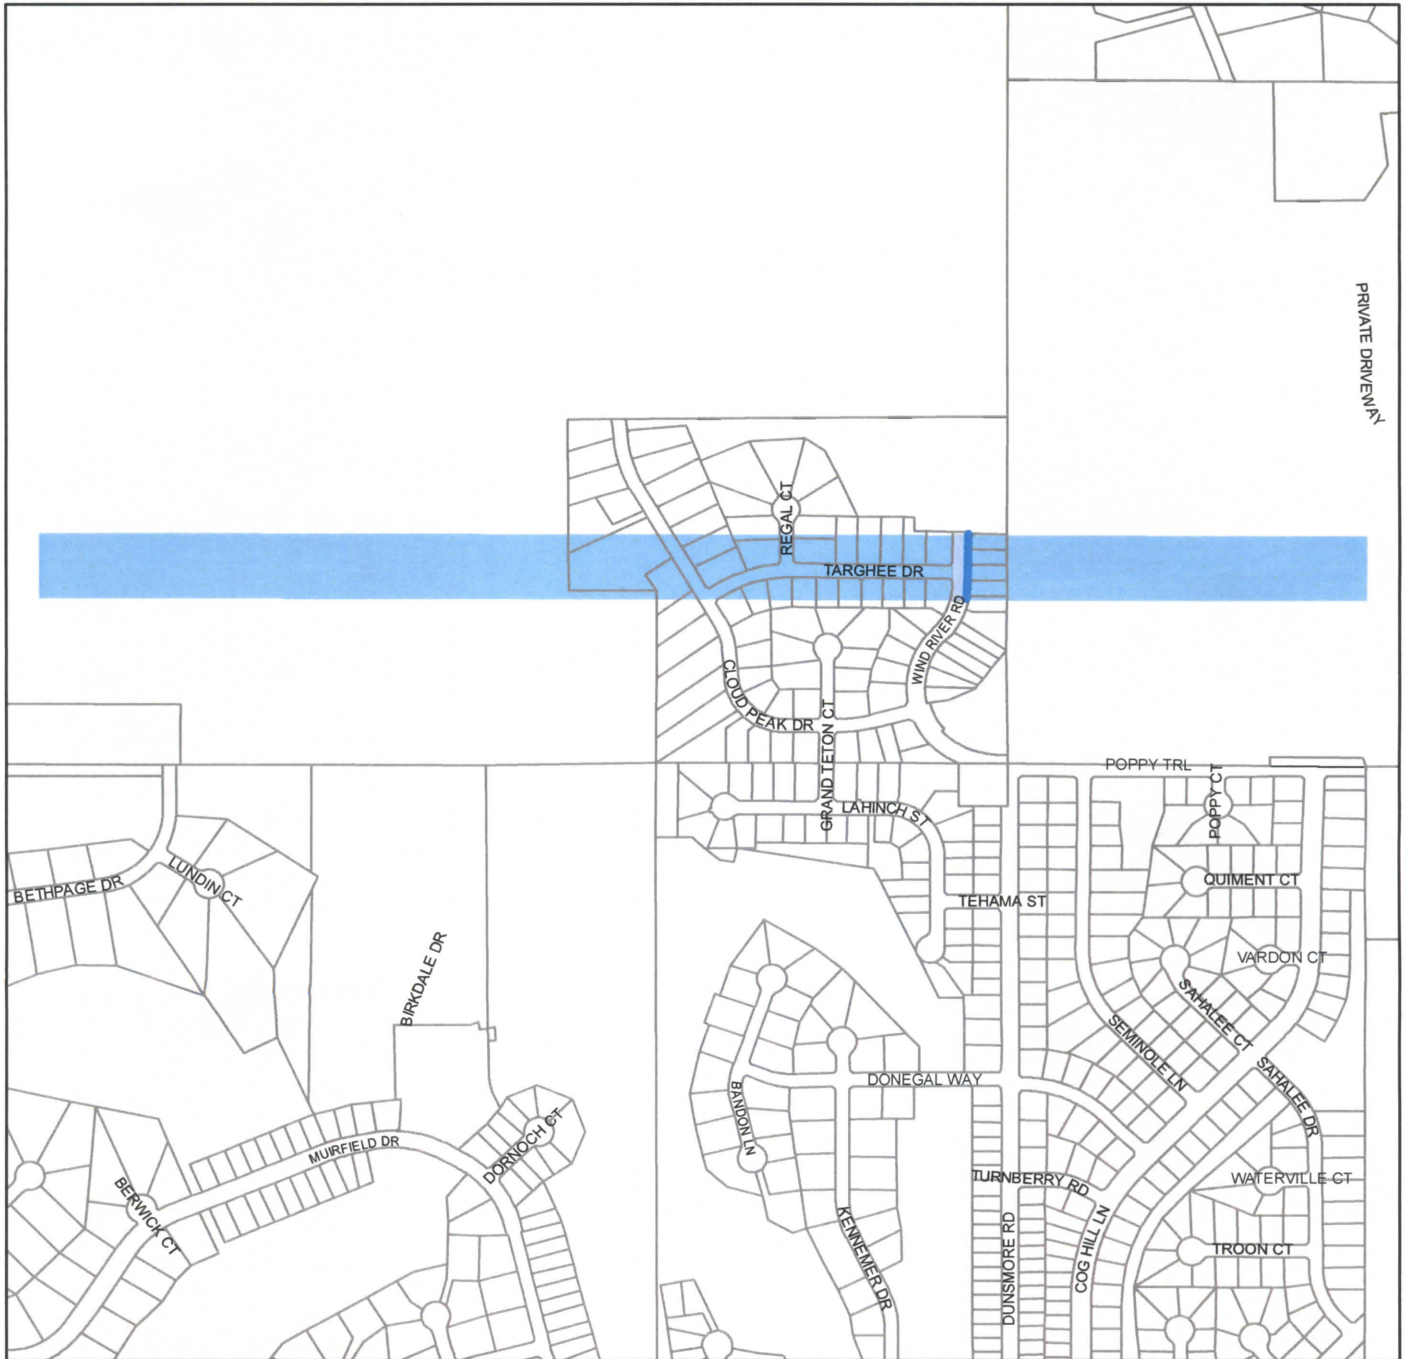 PRIVATE DRIVEWAY
REGAL CT
TARGHEE DR
WIND RIVER RD
CLOUD PEAK DR
GRAND TETON CT
POPPY TRL
POPPY CT
LAHINCH ST
LUNDIN CT
BETHPAGE DR
QUIMENT CT
TEHAMA ST
BIRKDALE DR
VARDON CT
SAHALEE CT
SEMINOLE LN
SAHALEE DR
DONEGAL WAY
BANDON LN
DORNOCH CT
MUIRFIELD DR
TURNBERRY RD
WATERVILLE CT
BERWICK CT
KENNEMER DR
DUNSMORE RD
COG HILL LN
TROON CT